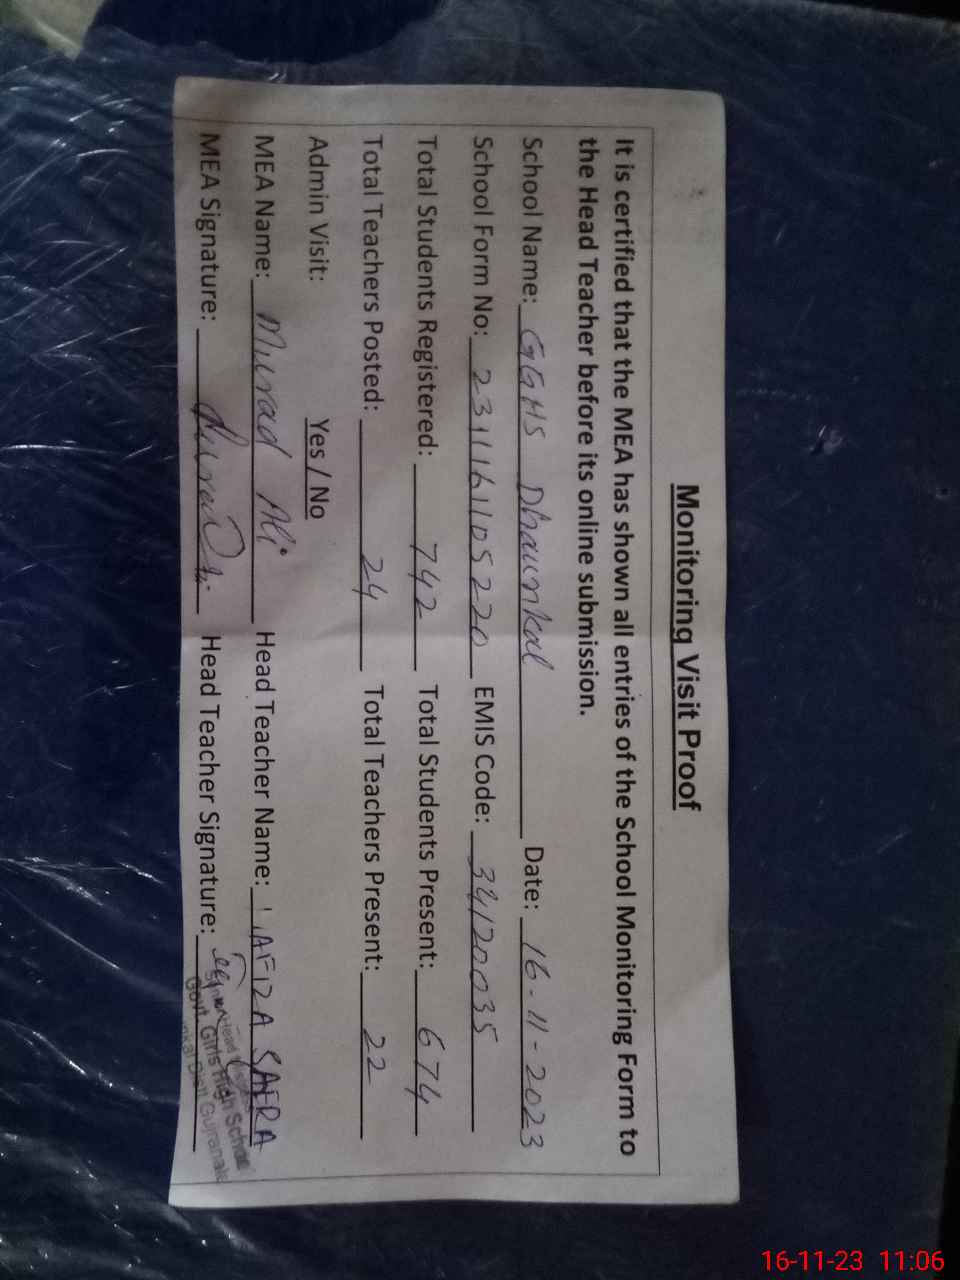 Monitoring Visit Proof
It is certified that the MEA has shown all entries of the School Monitoring Form to
the Head Teacher before its online submission.
School Name: GGHS Dhaunkal Date: 16-11-2023
School Form No: 2311161105220 EMIS Code: 34120035
Total Students Registered: 742 Total Students Present: 674
Total Teachers Posted: 24 Total Teachers Present: 22
Admin Visit: Yes / No
MEA Name: Murad Ali Head Teacher Name: SAFRA
MEA Signature: Head Teacher Signature:
Govt. Girls High School
16-11-23 11:06